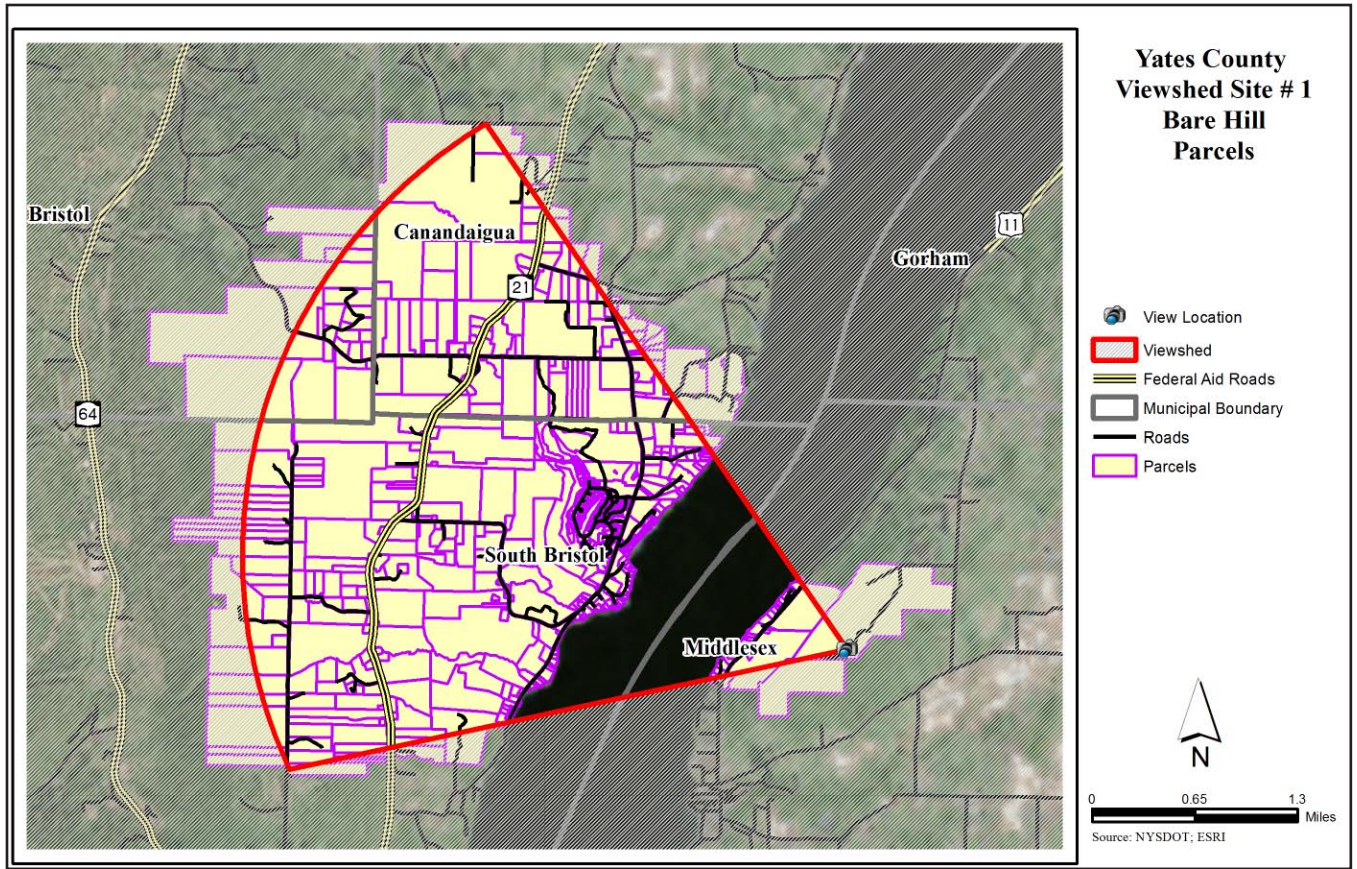 Yates County
Viewshed Site # 1
Bare Hill
Parcels
Bristol
Canandaigua
11
Gorham
21
64
South Bristol
Middlesex
View Location
Viewshed
Federal Aid Roads
Municipal Boundary
Roads
Parcels
N
0 0.65 1.3
Miles
Source: NYSDOT; ESRI